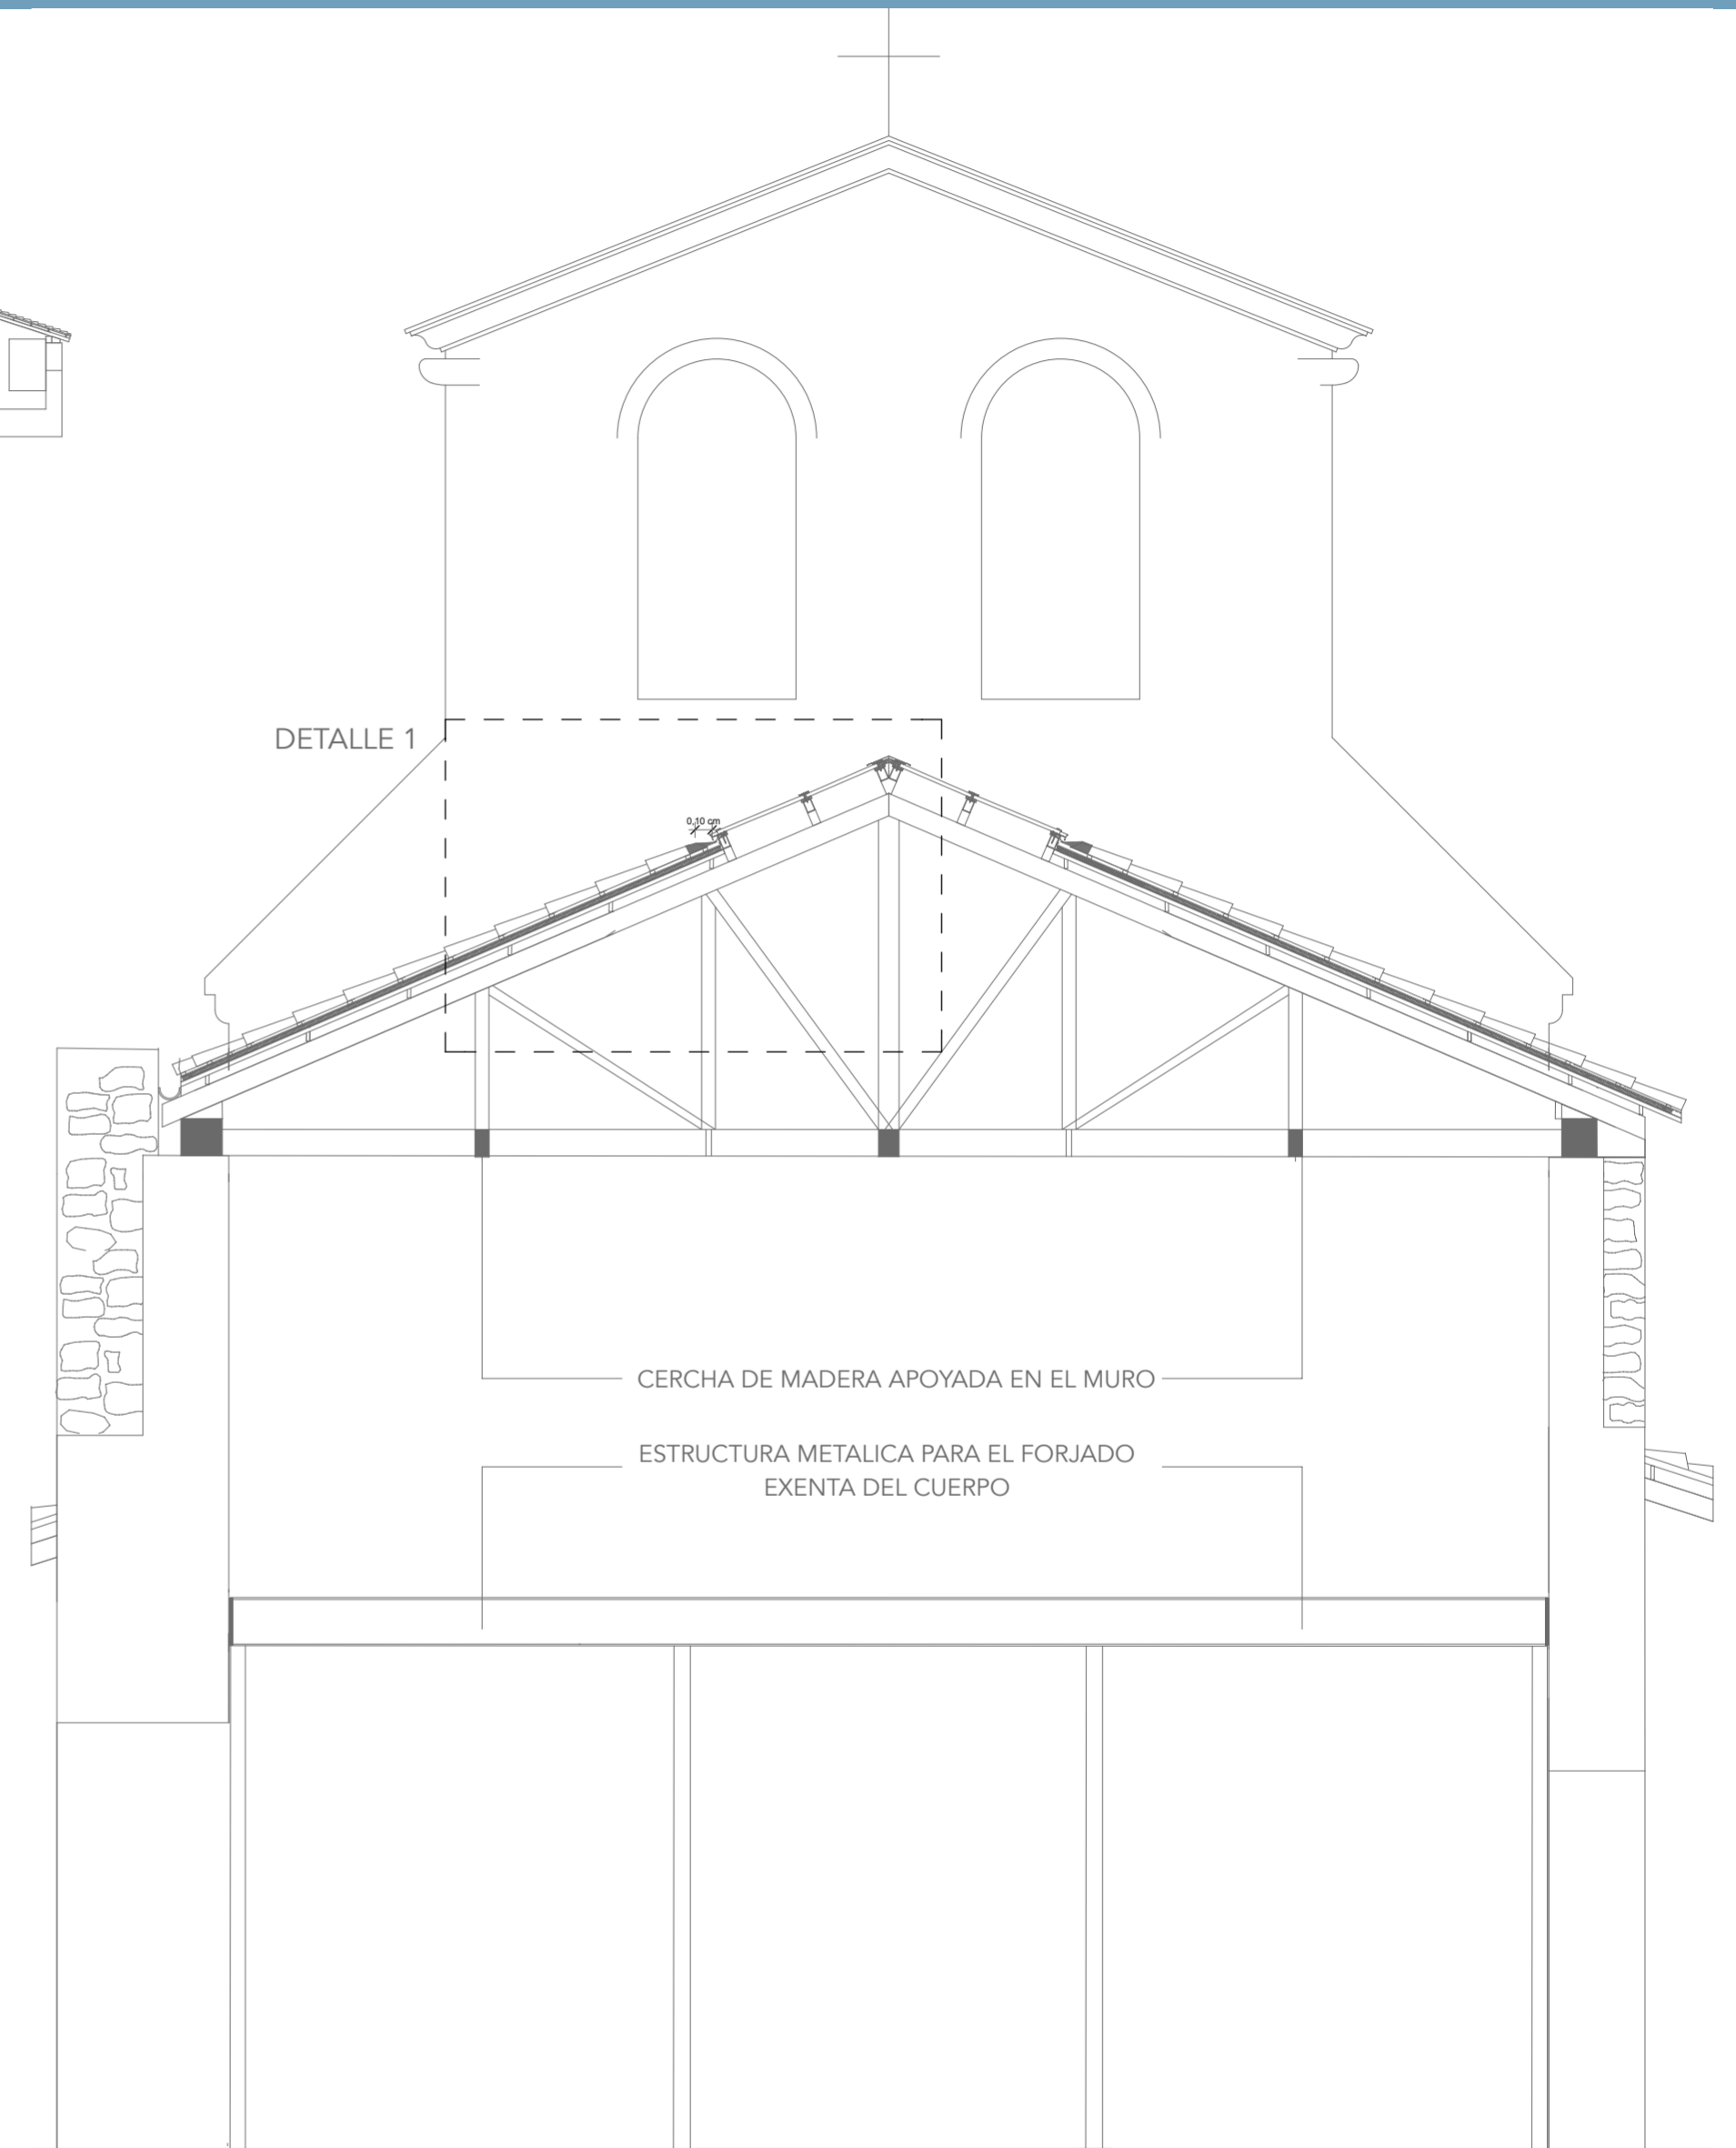 DETALLE 1
0,10 cm
CERCHA DE MADERA APOYADA EN EL MURO
ESTRUCTURA METALICA PARA EL FORJADO
EXENTA DEL CUERPO